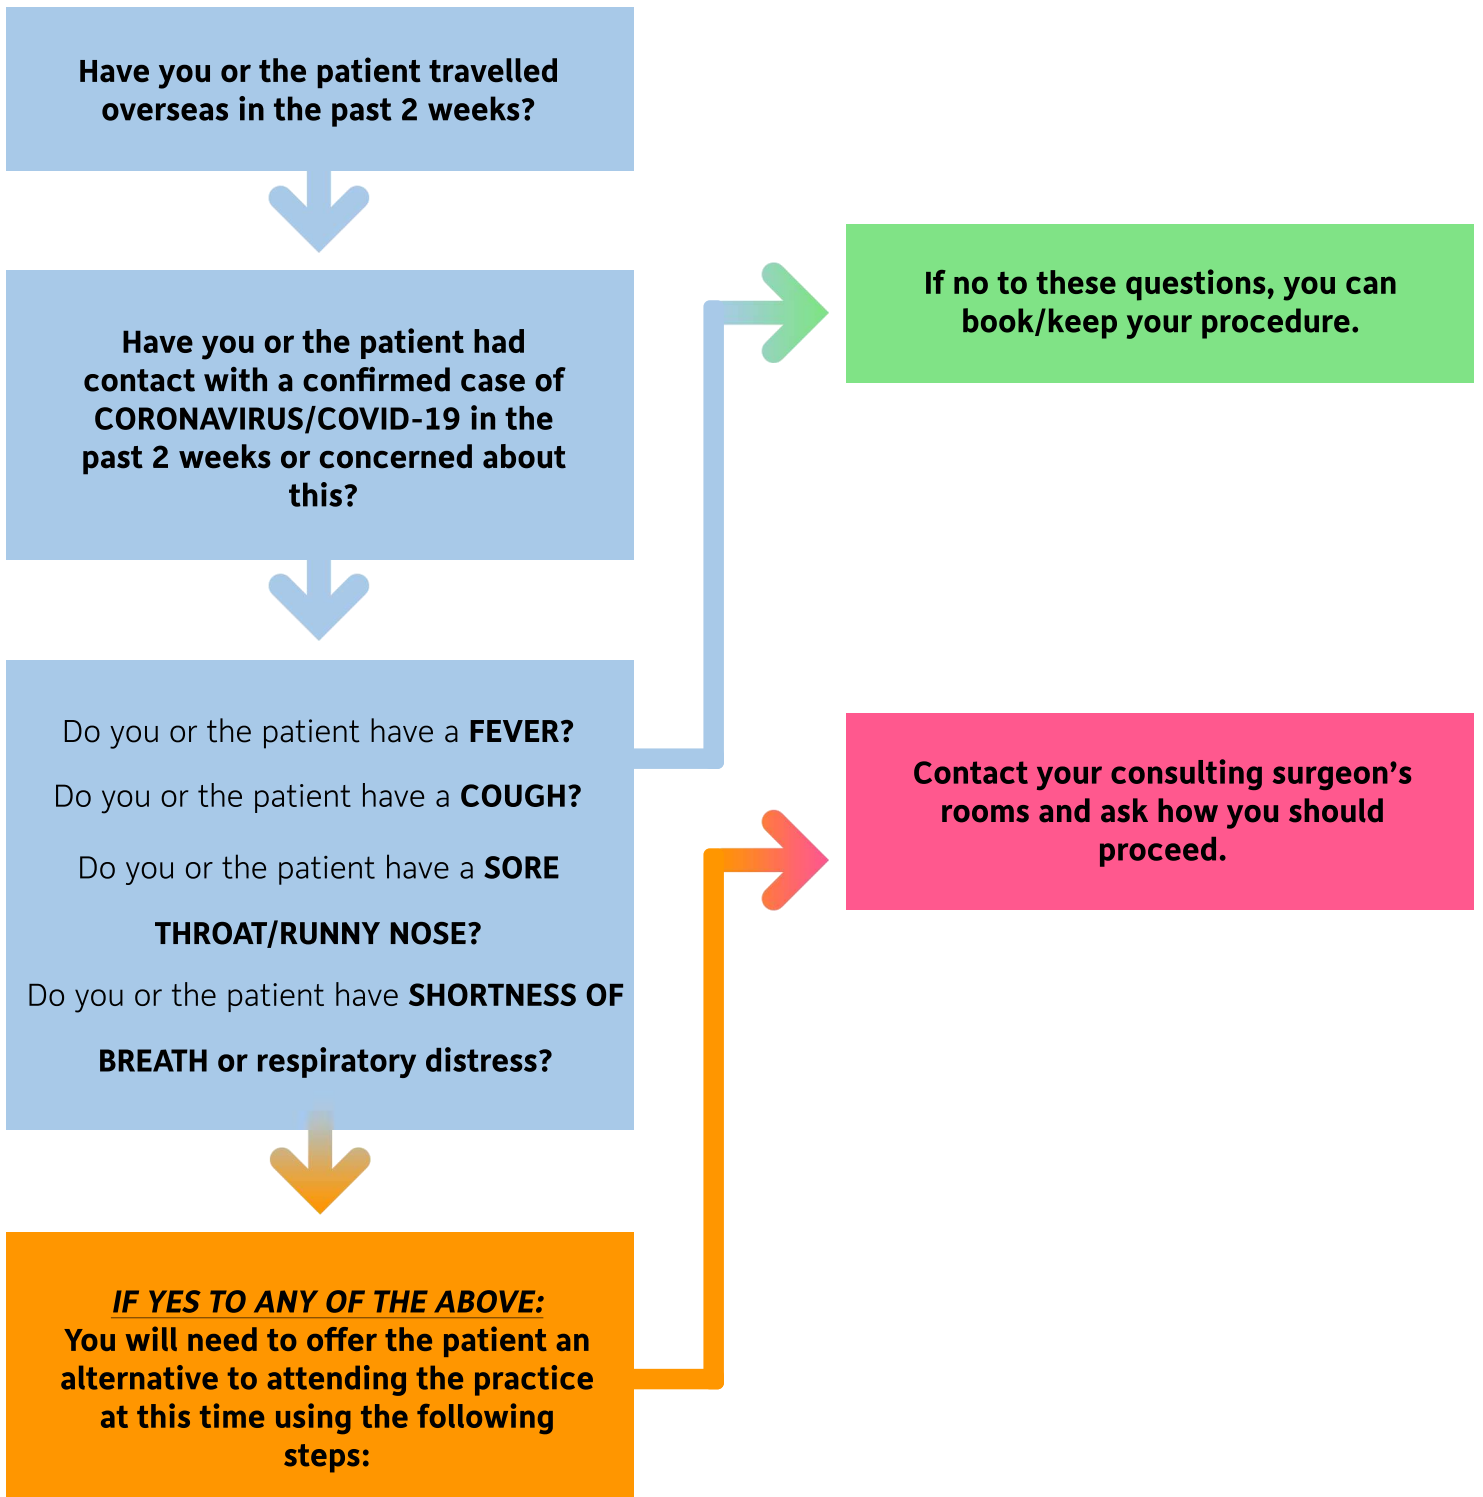 Have you or the patient travelled
overseas in the past 2 weeks?
Have you or the patient had
contact with a confirmed case of
CORONAVIRUS/COVID-19 in the
past 2 weeks or concerned about
this?
Do you or the patient have a FEVER?
Do you or the patient have a COUGH?
Do you or the patient have a SORE
THROAT/RUNNY NOSE?
Do you or the patient have SHORTNESS OF
BREATH or respiratory distress?
IF YES TO ANY OF THE ABOVE:
You will need to offer the patient an
alternative to attending the practice
at this time using the following
steps:
If no to these questions, you can
book/keep your procedure.
Contact your consulting surgeon’s
rooms and ask how you should
proceed.